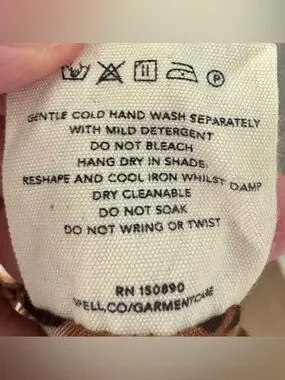 P
GENTLE COLD HAND WASH SEPARATELY
WITH MILD DETERGENT
DO NOT BLEACH
HANG DRY IN SHADE.
RESHAPE AND COOL IRON WHILST DAMP
DRY CLEANABLE
DO NOT SOAK
DO NOT WRING OR TWIST
RN 150890
SPELL.CO/GARMENTCARE